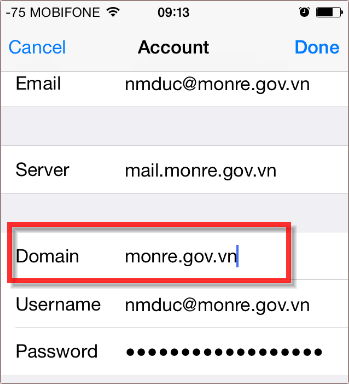 -75 MOBIFONE 09:13
Cancel Account Done
Email nmduc@monre.gov.vn
Server mail.monre.gov.vn
Domain monre.gov.vn
Username nmduc@monre.gov.vn
Password ●●●●●●●●●●●●●●●●●●